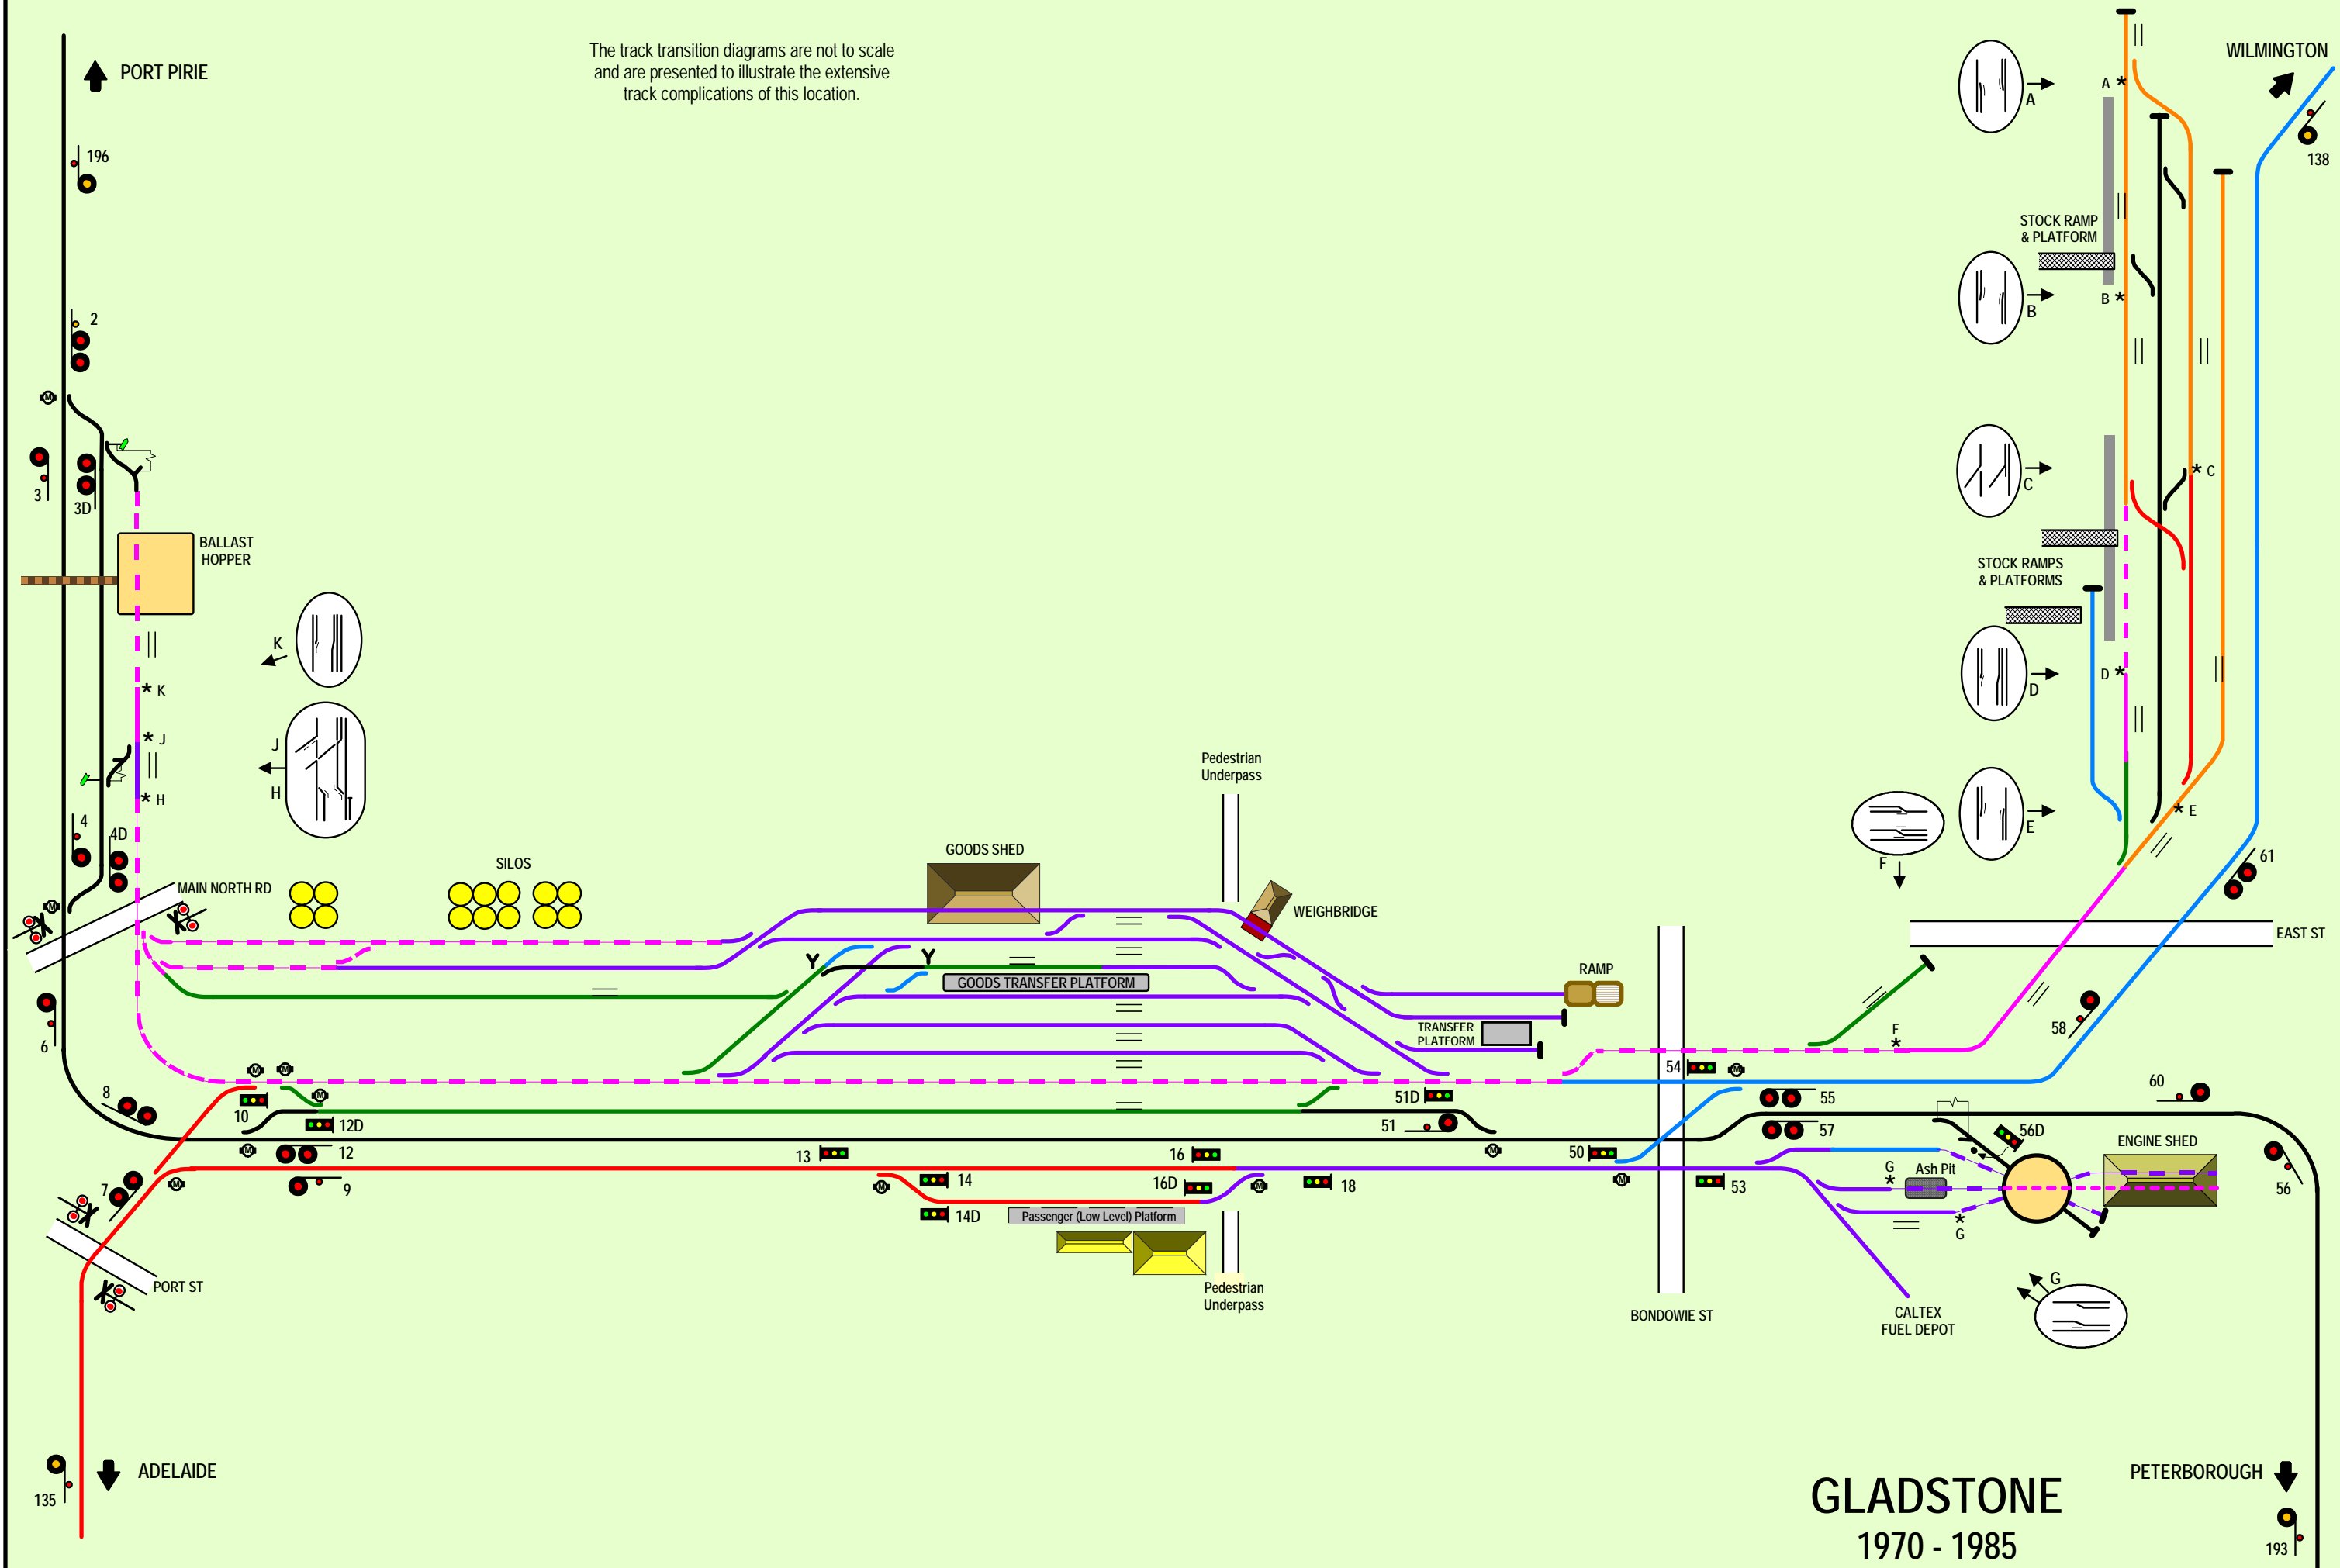 The track transition diagrams are not to scale
and are presented to illustrate the extensive
track complications of this location.
PORT PIRIE
WILMINGTON
196
138
A
A
2
STOCK RAMP
& PLATFORM
B
B
M
3
3D
C
C
BALLAST
HOPPER
STOCK RAMPS
& PLATFORMS
K
K
D
D
J
J
H
H
Pedestrian
Underpass
4
4D
E
E
F
GOODS SHED
SILOS
61
MAIN NORTH RD
M
WEIGHBRIDGE
EAST ST
RAMP
GOODS TRANSFER PLATFORM
6
TRANSFER
PLATFORM
F
58
M
M
54
M
8
10
M
12D
51D
55
60
51
57
56D
M
12
13
16
M
50
ENGINE SHED
7
M
9
M
14
16D
M
18
M
53
G
Ash Pit
56
14D
Passenger (Low Level) Platform
G
PORT ST
Pedestrian
Underpass
BONDOWIE ST
CALTEX
FUEL DEPOT
G
ADELAIDE
135
PETERBOROUGH
GLADSTONE
1970 - 1985
193